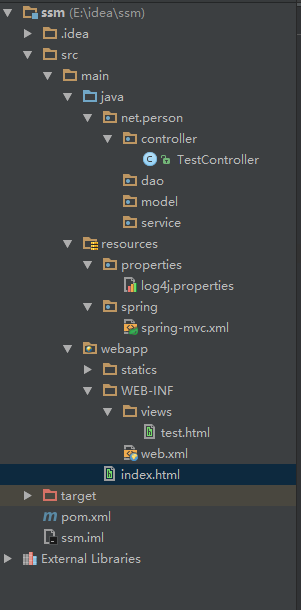 ssm (E:\idea\ssm)
.idea
src
main
java
net.person
controller
TestController
dao
model
service
resources
properties
log4j.properties
spring
spring-mvc.xml
webapp
statics
WEB-INF
views
test.html
web.xml
index.html
target
pom.xml
ssm.iml
External Libraries